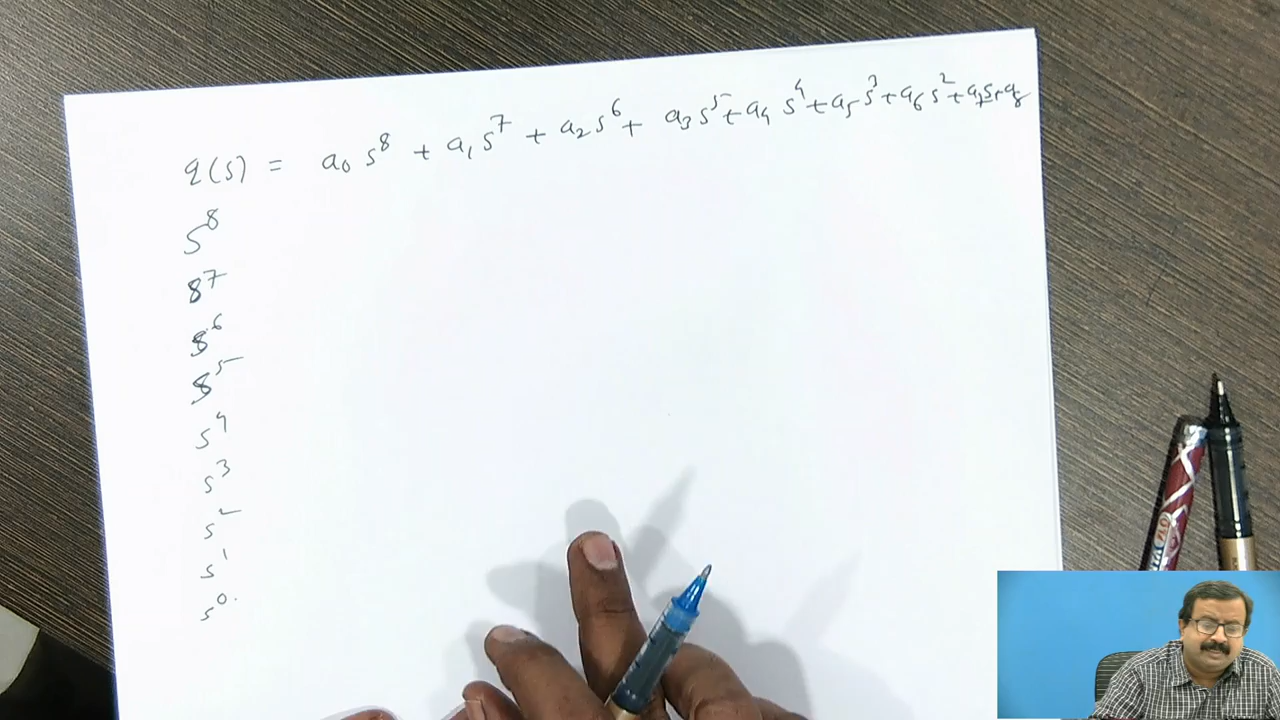 q(s) = a₀ s⁸ + a₁ s⁷ + a₂ s⁶ + a₃ s⁵ + a₄ s⁴ + a₅ s³ + a₆ s² + a₇ s + a₈
s⁸
s⁷
s⁶
s⁵
s⁴
s³
s²
s¹
s⁰